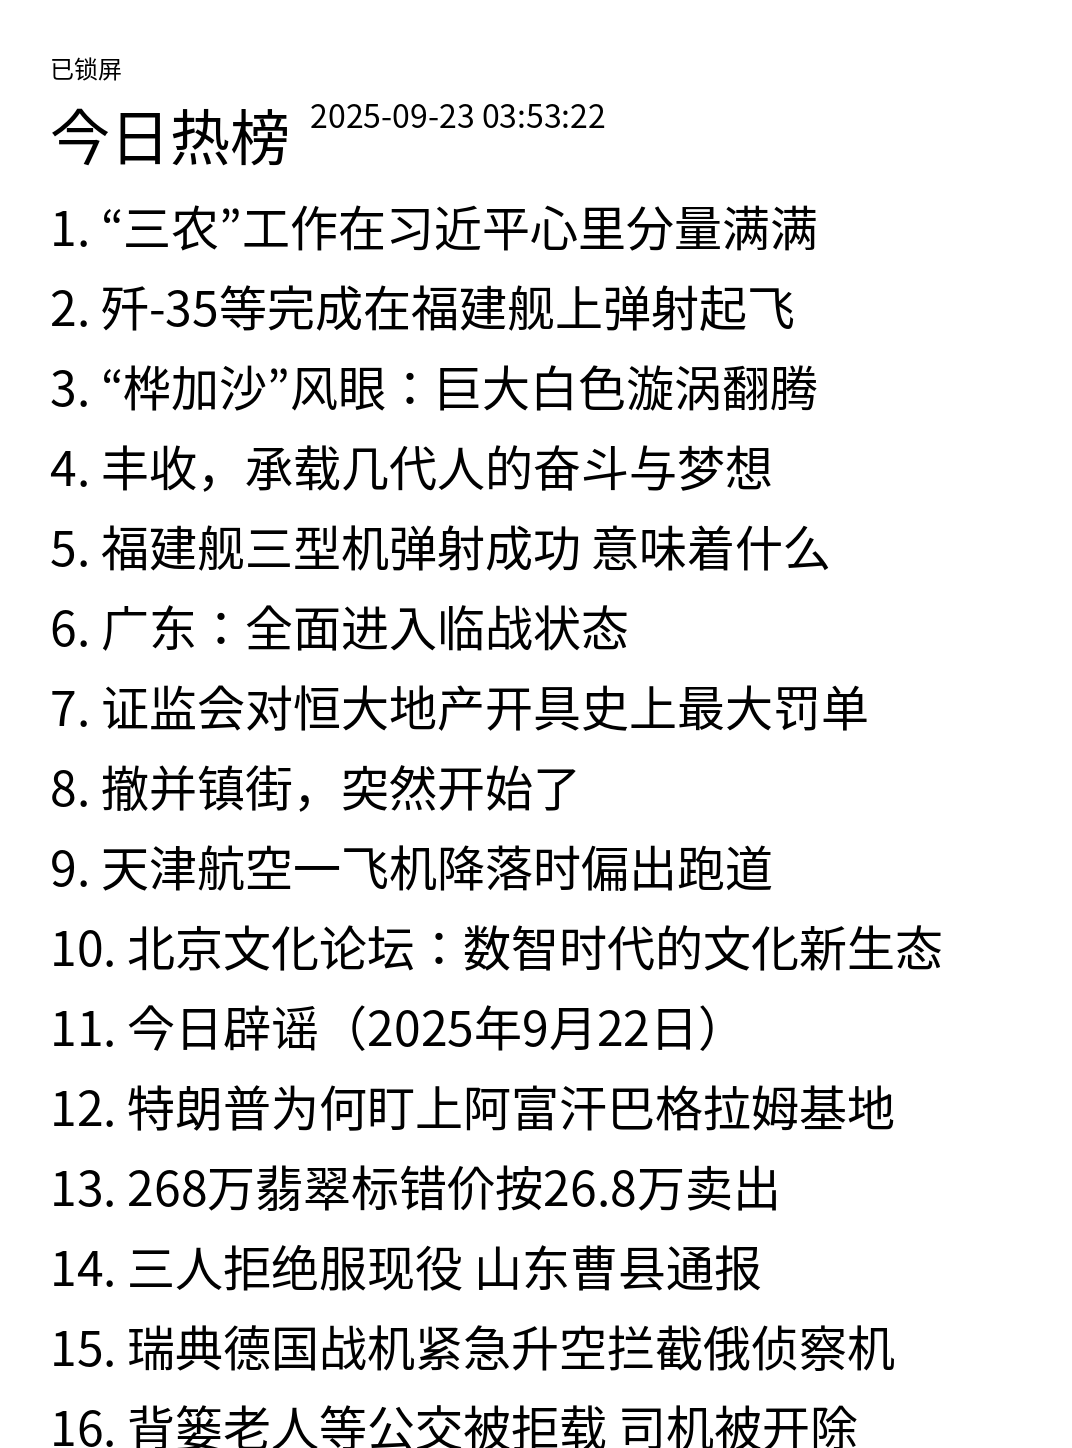 已锁屏
今日热榜 2025-09-23 03:53:22
1. “三农”工作在习近平心里分量满满
2. 歼-35等完成在福建舰上弹射起飞
3. “桦加沙”风眼：巨大白色漩涡翻腾
4. 丰收，承载几代人的奋斗与梦想
5. 福建舰三型机弹射成功 意味着什么
6. 广东：全面进入临战状态
7. 证监会对恒大地产开具史上最大罚单
8. 撤并镇街，突然开始了
9. 天津航空一飞机降落时偏出跑道
10. 北京文化论坛：数智时代的文化新生态
11. 今日辟谣（2025年9月22日）
12. 特朗普为何盯上阿富汗巴格拉姆基地
13. 268万翡翠标错价按26.8万卖出
14. 三人拒绝服现役 山东曹县通报
15. 瑞典德国战机紧急升空拦截俄侦察机
16. 背篓老人等公交被拒载 司机被开除